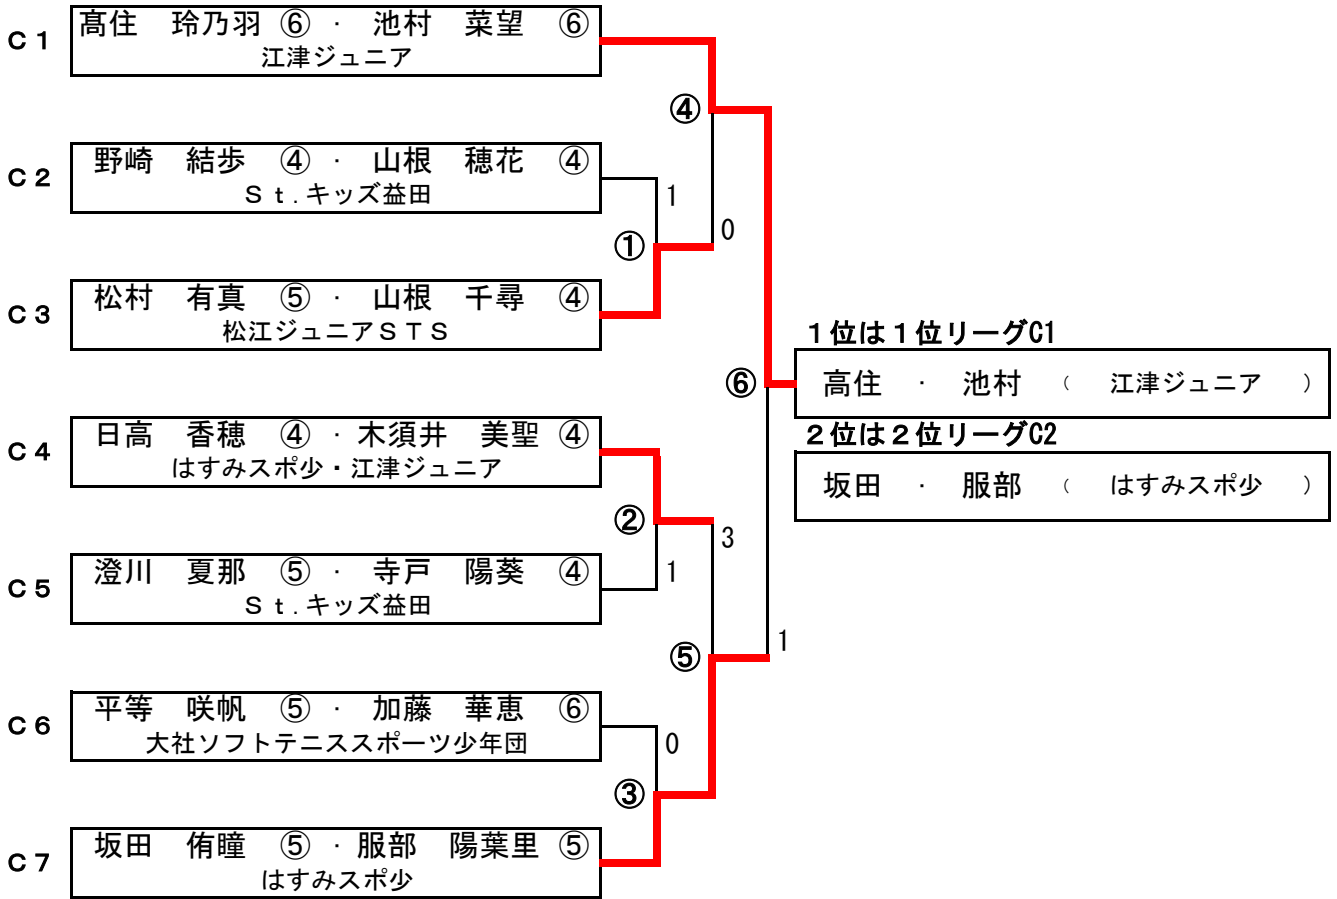 C1 髙住 玲乃羽 ⑥ · 池村 菜望 ⑥
江津ジュニア
④
C2 野崎 結歩 ④ · 山根 穂花 ④
Ｓｔ.キッズ益田
1
0
①
C3 松村 有真 ⑤ · 山根 千尋 ④
松江ジュニアＳＴＳ
１位は１位リーグC1
⑥
高住 · 池村 （ 江津ジュニア ）
２位は２位リーグC2
坂田 · 服部 （ はすみスポ少 ）
C4 日高 香穂 ④ · 木須井 美聖 ④
はすみスポ少・江津ジュニア
②
3
C5 澄川 夏那 ⑤ · 寺戸 陽葵 ④
Ｓｔ.キッズ益田
1
1
⑤
C6 平等 咲帆 ⑤ · 加藤 華恵 ⑥
大社ソフトテニススポーツ少年団
0
③
C7 坂田 侑瞳 ⑤ · 服部 陽葉里 ⑤
はすみスポ少